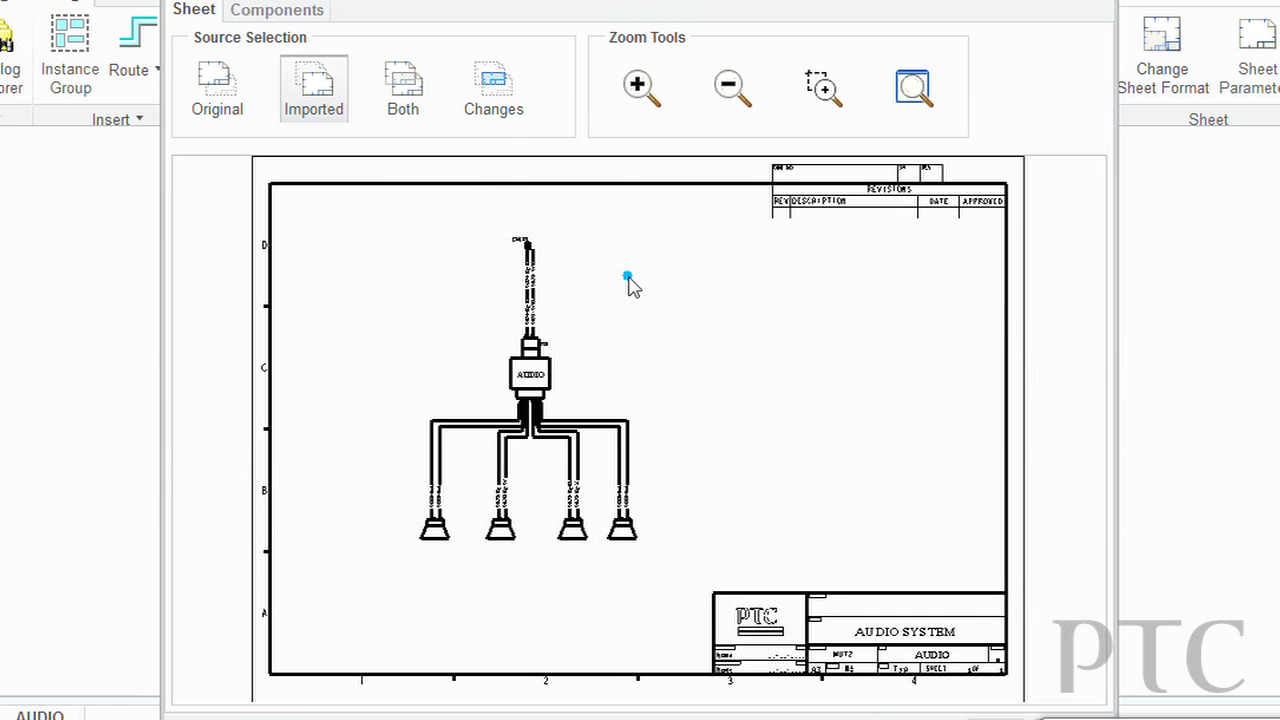 Sheet Components
Source Selection
Zoom Tools
log
orer
Instance
Group
Route
Original
Imported
Both
Changes
Change
Sheet Format
Sheet
Paramete
Insert
Sheet
REVISIONS
REV DESCRIPTION DATE APPROVED
D
C
B
A
AUDIO
PTC
AUDIO SYSTEM
AUDIO
SHEET
1 2 3 4
PTC
AUDIO